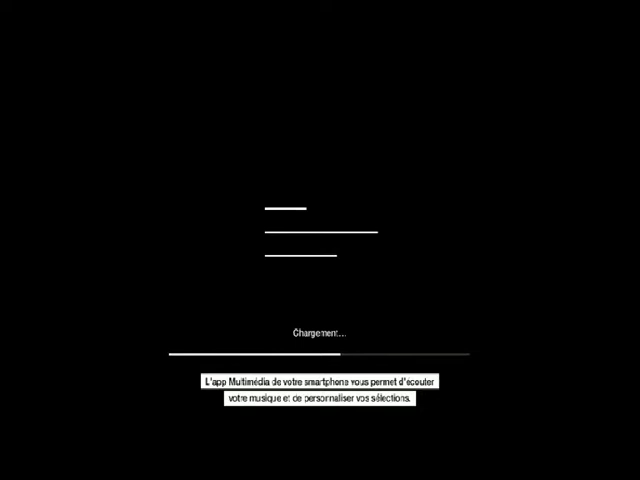 Chargement...
L'app Multimédia de votre smartphone vous permet d'écouter
votre musique et de personnaliser vos sélections.